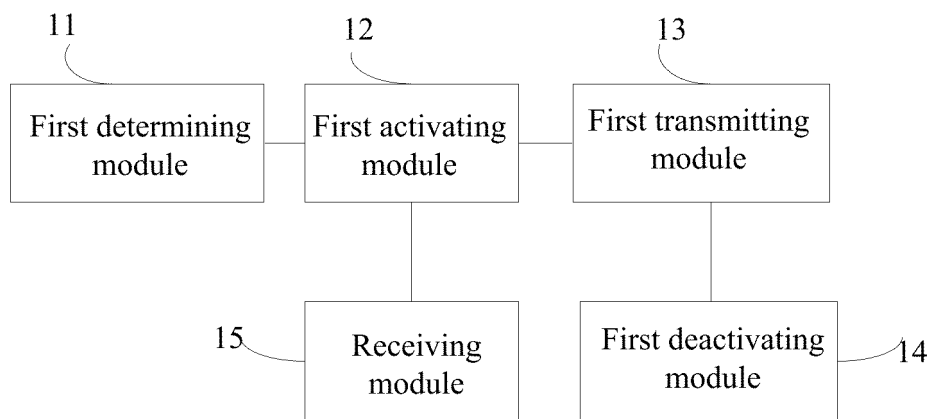 11
12
13
First determining
module
First activating
module
First transmitting
module
15
Receiving
module
First deactivating
module
14